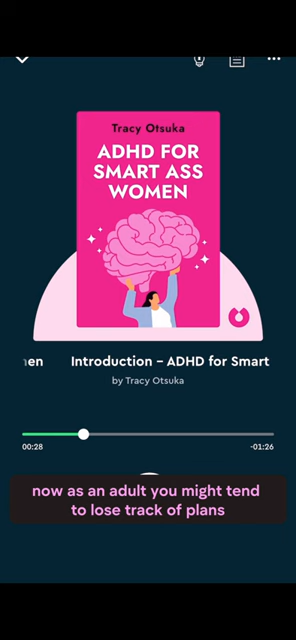 Tracy Otsuka
ADHD FOR
SMART ASS
WOMEN
Introduction – ADHD for Smart
by Tracy Otsuka
00:28
-01:26
now as an adult you might tend
to lose track of plans